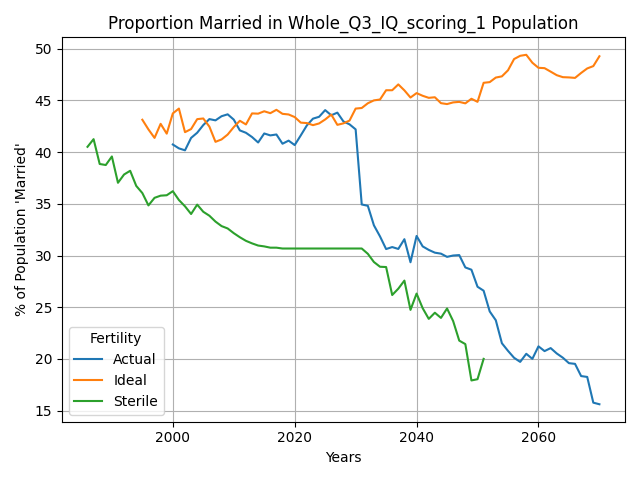 Proportion Married in Whole_Q3_IQ_scoring_1 Population
% of Population 'Married'
50
45
40
35
30
25
20
15
Fertility
Actual
Ideal
Sterile
2000 2020 2040 2060
Years